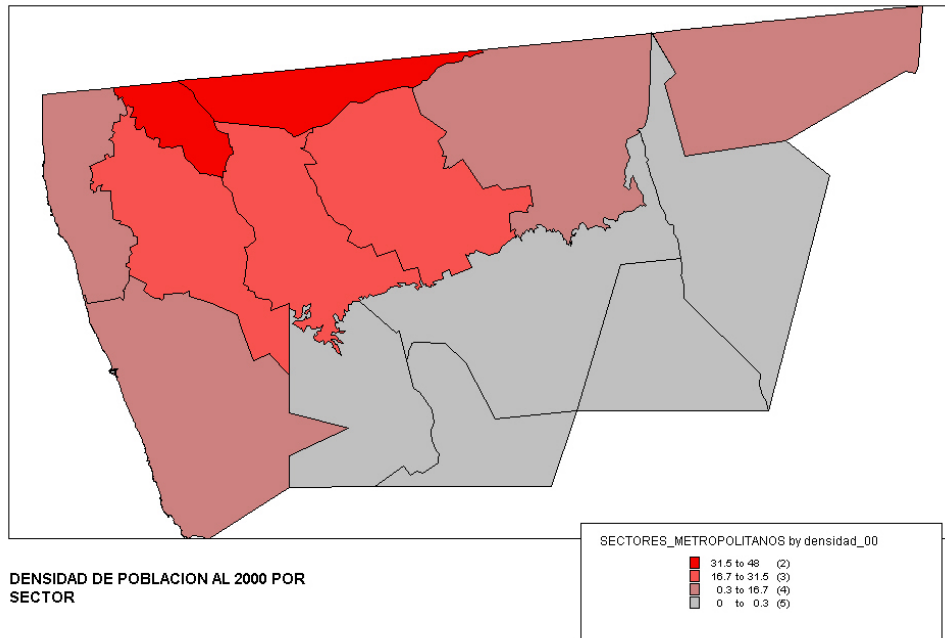 DENSIDAD DE POBLACION AL 2000 POR
SECTOR
SECTORES_METROPOLITANOS by densidad_00
31.5 to 48 (2)
16.7 to 31.5 (3)
0.3 to 16.7 (4)
0 to 0.3 (5)